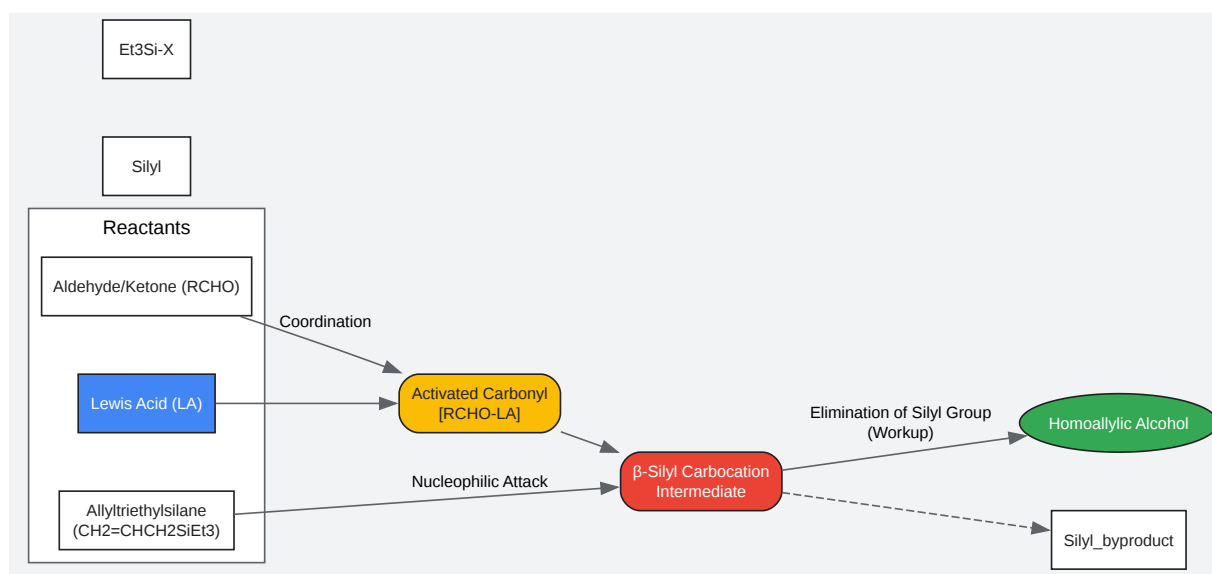 Et3Si-X
Silyl
Reactants
Aldehyde/Ketone (RCHO)
Coordination
Lewis Acid (LA)
Activated Carbonyl
[RCHO-LA]
Elimination of Silyl Group
(Workup)
Homoallylic Alcohol
Nucleophilic Attack
β-Silyl Carbocation
Intermediate
Allyltriethylsilane
(CH2=CHCH2SiEt3)
Silyl_byproduct